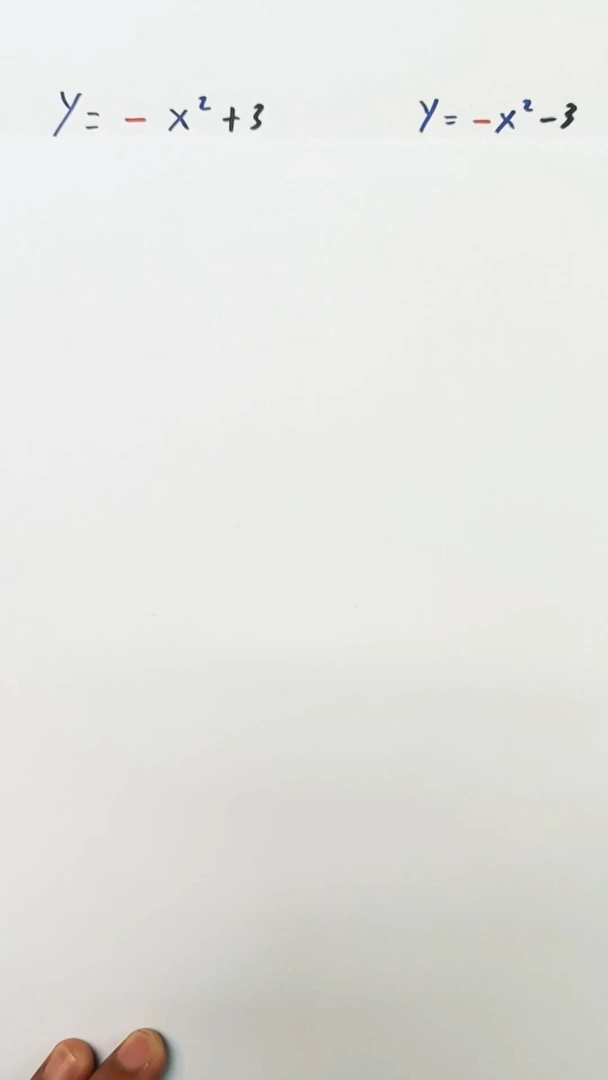 y = - x² + 3
y = -x² - 3